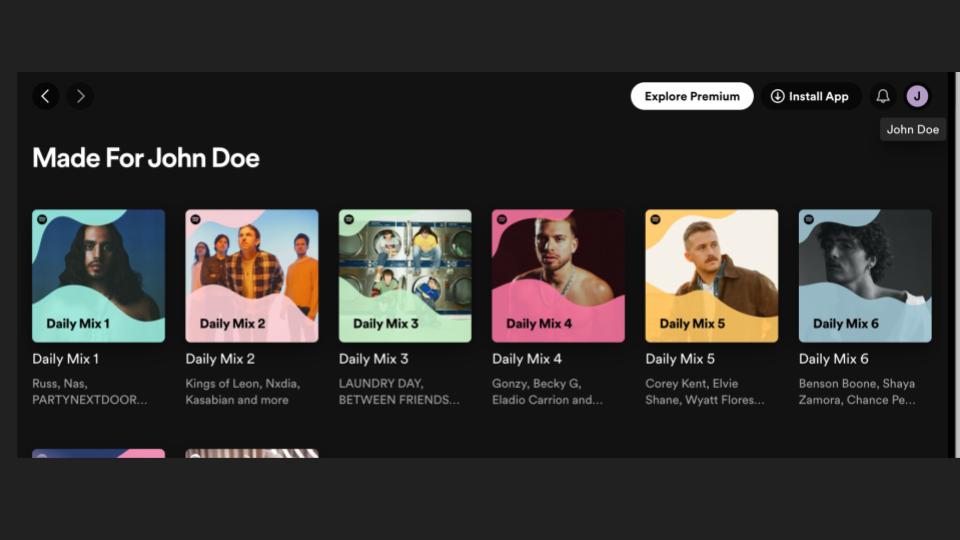 Explore Premium
Install App
J
John Doe
Made For John Doe
Daily Mix 1
Daily Mix 2
Daily Mix 3
Daily Mix 4
Daily Mix 5
Daily Mix 6
Daily Mix 1
Daily Mix 2
Daily Mix 3
Daily Mix 4
Daily Mix 5
Daily Mix 6
Russ, Nas,
PARTYNEXTDOOR...
Kings of Leon, Nxdia,
Kasabian and more
LAUNDRY DAY,
BETWEEN FRIENDS...
Gonzy, Becky G,
Eladio Carrion and...
Corey Kent, Elvie
Shane, Wyatt Flores...
Benson Boone, Shaya
Zamora, Chance Pe...